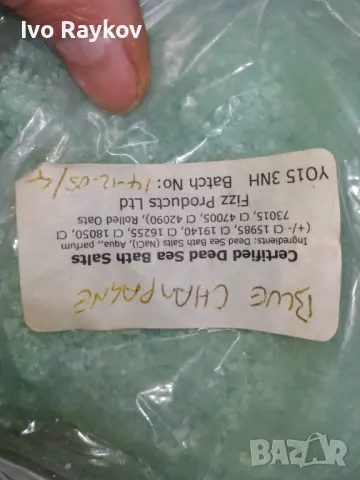 Ivo Raykov
BLUE CHAMPAGNE
Certified Dead Sea Bath Salts
Ingredients: Dead Sea Bath Salts (NaCl), Aqua, parfum,
(+/- CI 15985, CI 19140, CI 16255, CI 18050, CI
73015, CI 47005, CI 42090), Rolled Oats
Fizz Products Ltd
YO15 3NH Batch No: 14-12-05/4
BAZAR
bg